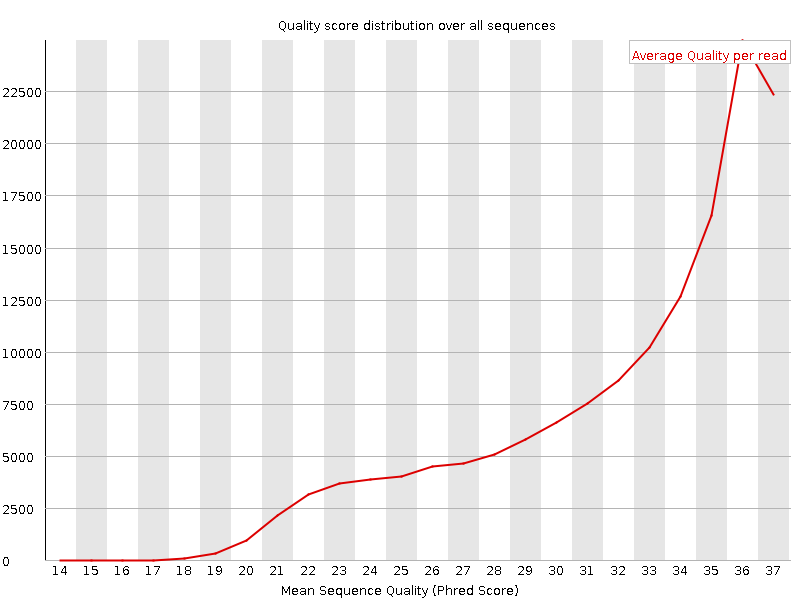 Quality score distribution over all sequences
Average Quality per read
22500
20000
17500
15000
12500
10000
7500
5000
2500
0
14 15 16 17 18 19 20 21 22 23 24 25 26 27 28 29 30 31 32 33 34 35 36 37
Mean Sequence Quality (Phred Score)